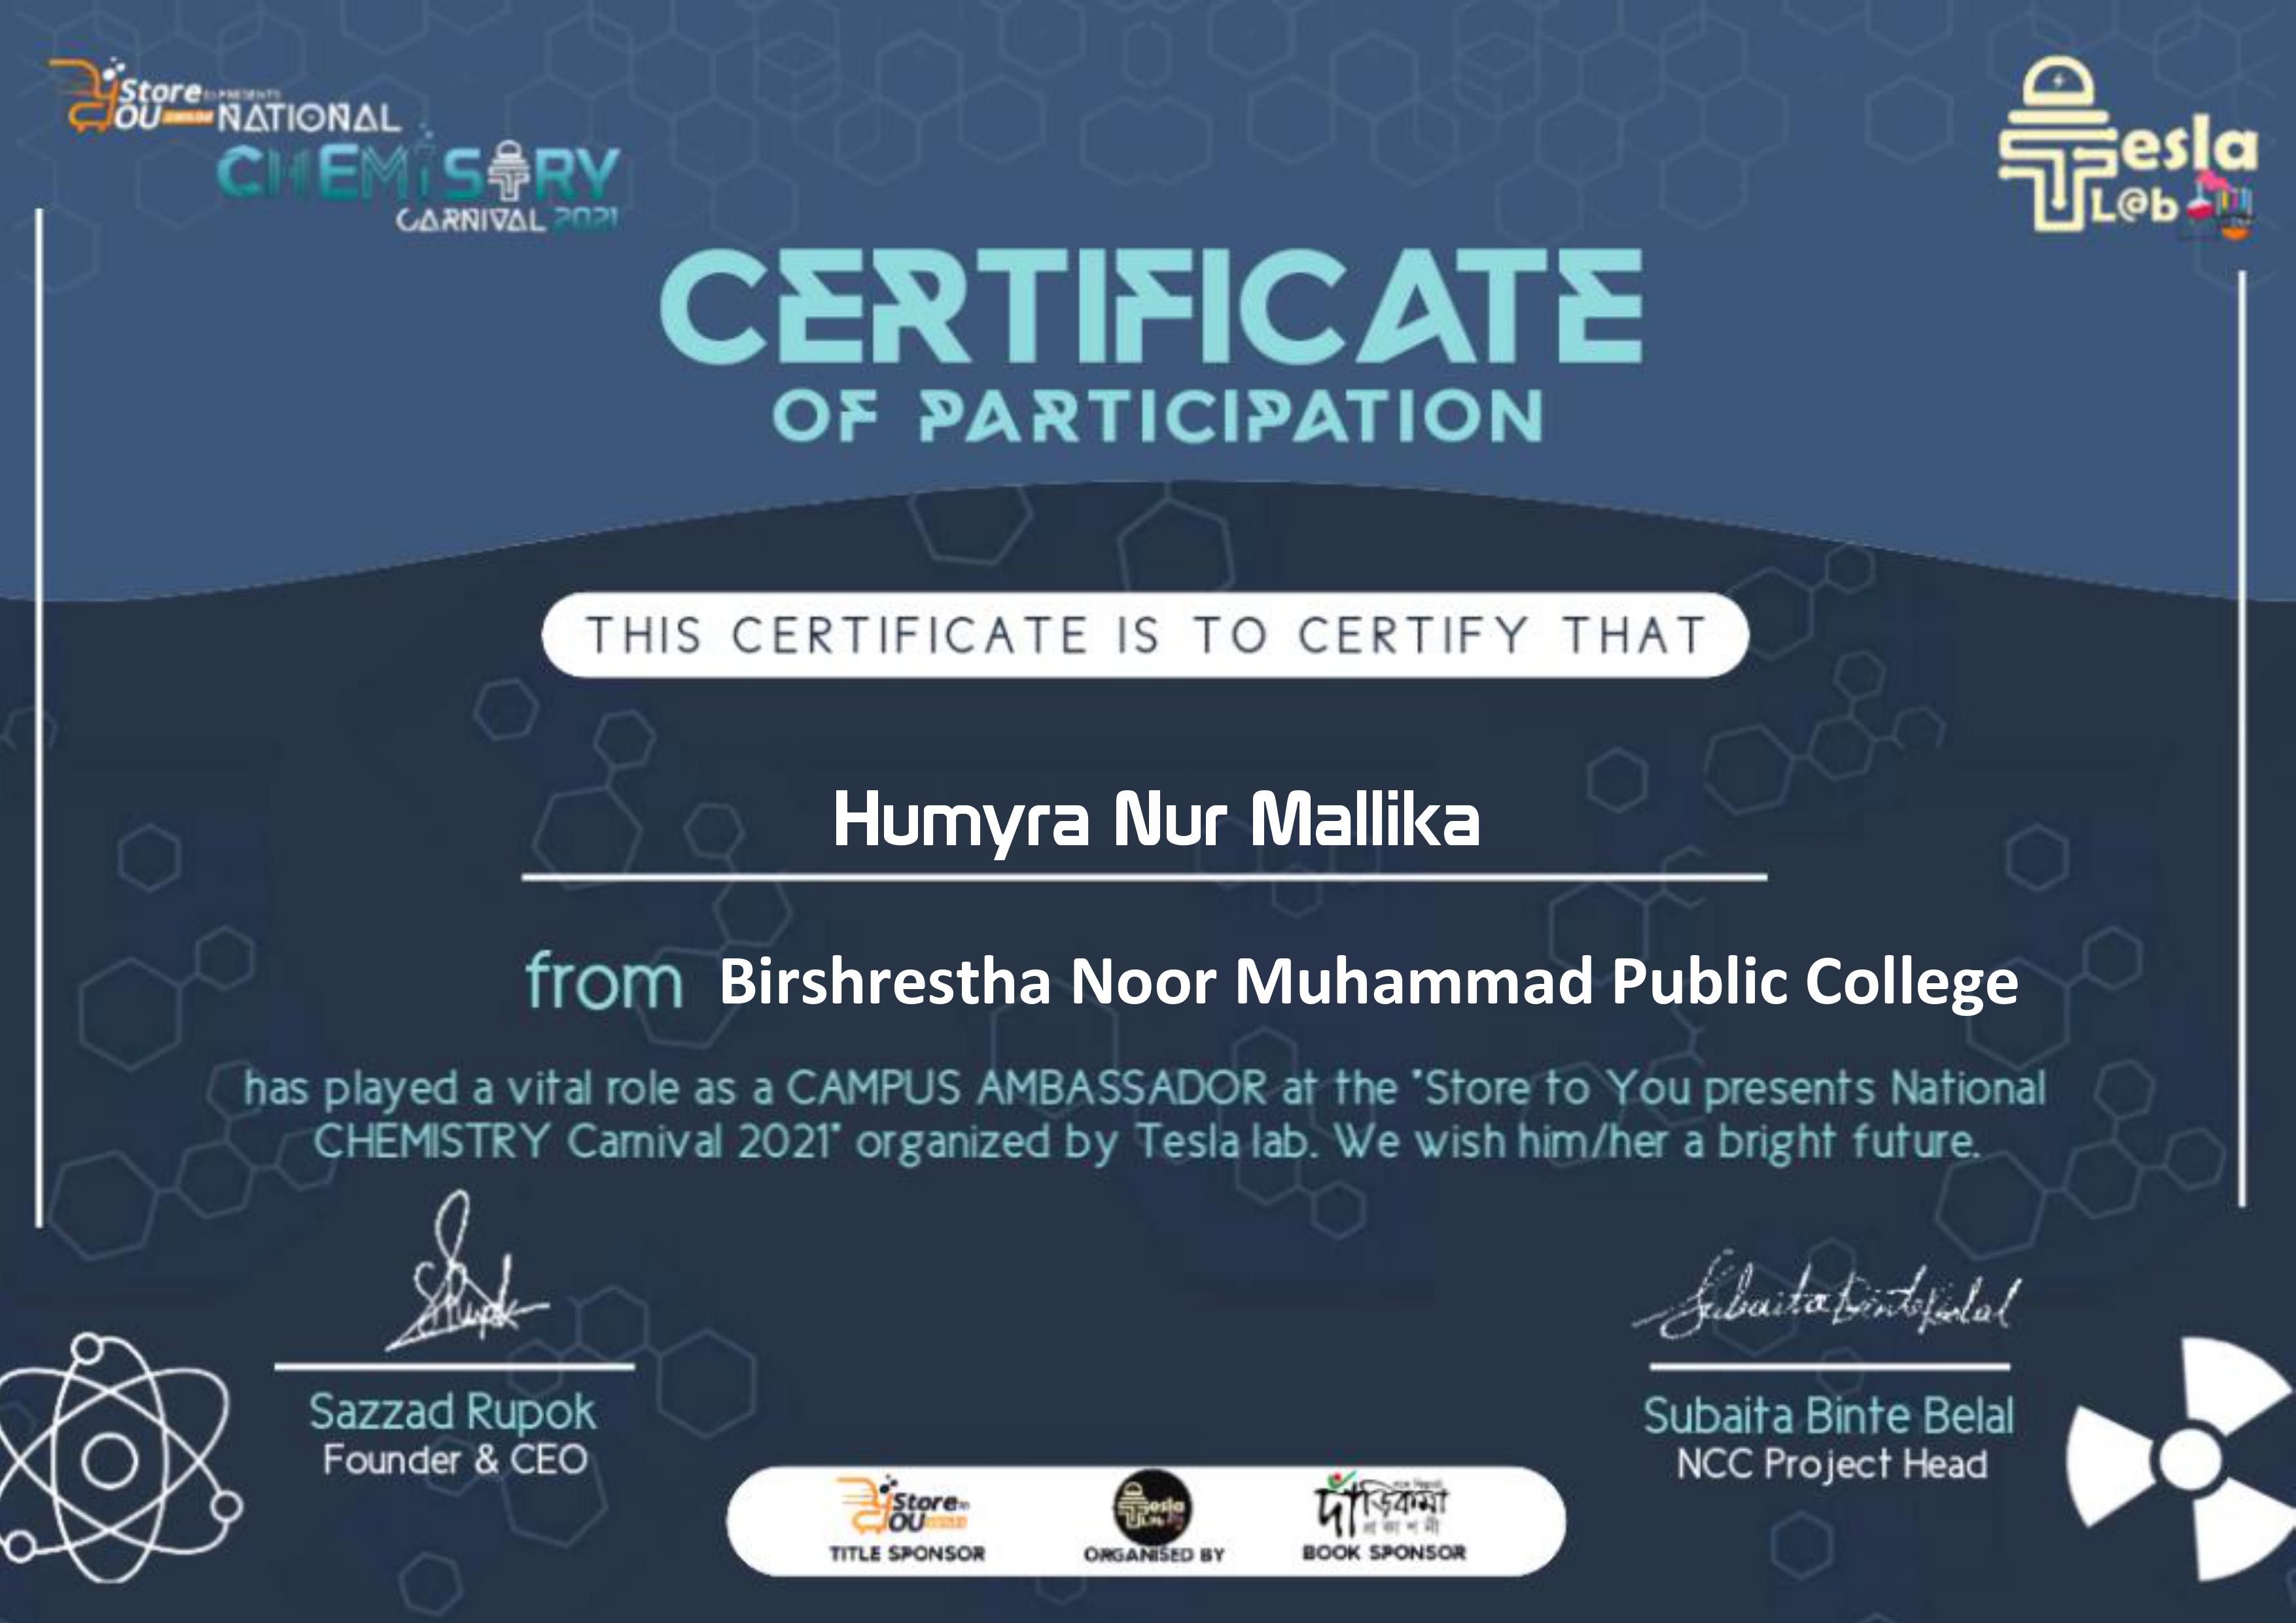 Store to PRESENTS
YOU
NATIONAL
CHEMiSTRY
CARNIVAL 2021
Tesla
L@b
CERTIFICATE
OF PARTICIPATION
THIS CERTIFICATE IS TO CERTIFY THAT
Humyra Nur Mallika
from Birshrestha Noor Muhammad Public College
has played a vital role as a CAMPUS AMBASSADOR at the "Store to You presents National
CHEMISTRY Carnival 2021" organized by Tesla lab. We wish him/her a bright future.
SRupok
Subaita Binte Belal
Sazzad Rupok
Founder & CEO
Subaita Binte Belal
NCC Project Head
Store to
YOU
Tesla
L@b
দাঁড়িকমা
প্রকাশনী
TITLE SPONSOR
ORGANISED BY
BOOK SPONSOR